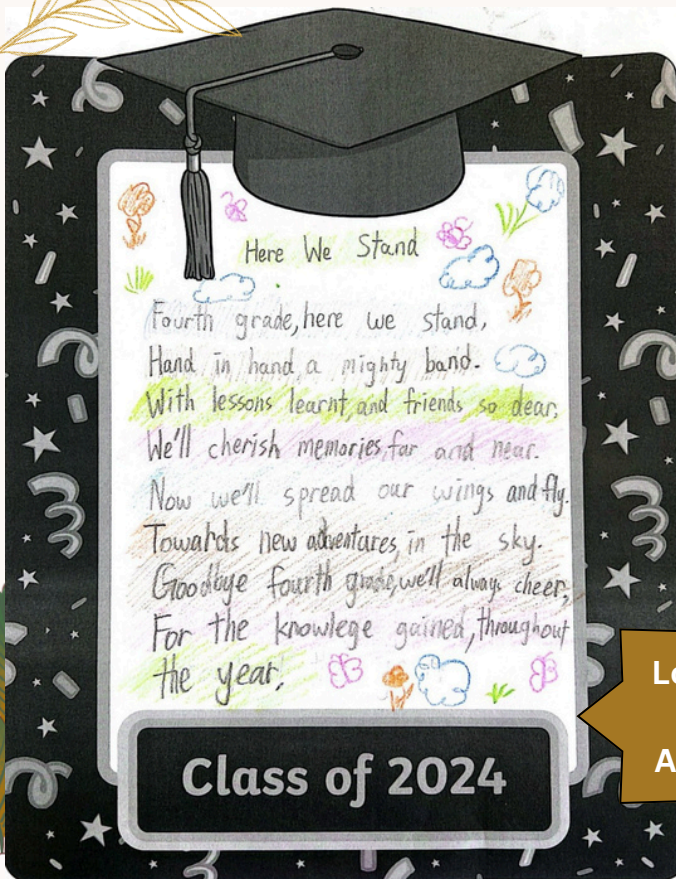 Here We Stand
Fourth grade, here we stand,
Hand in hand, a mighty band.
With lessons learnt, and friends so dear,
We'll cherish memories, far and near.
Now we'll spread our wings and fly.
Towards new adventares, in the sky.
Goodbye fourth grade, we'll always cheer,
For the knowlege gained, throughout
the year.
Class of 2024